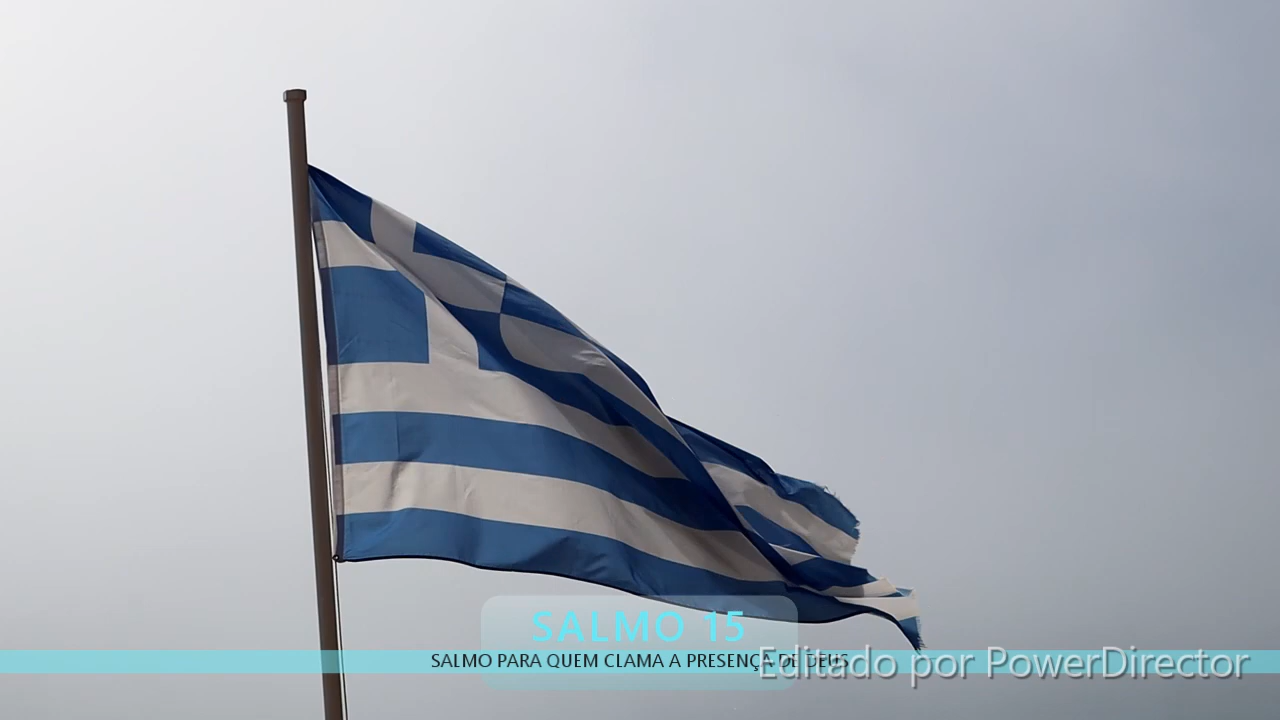 SALMO 15
SALMO PARA QUEM CLAMA A PRESENÇA DE DEUS
Editado por PowerDirector